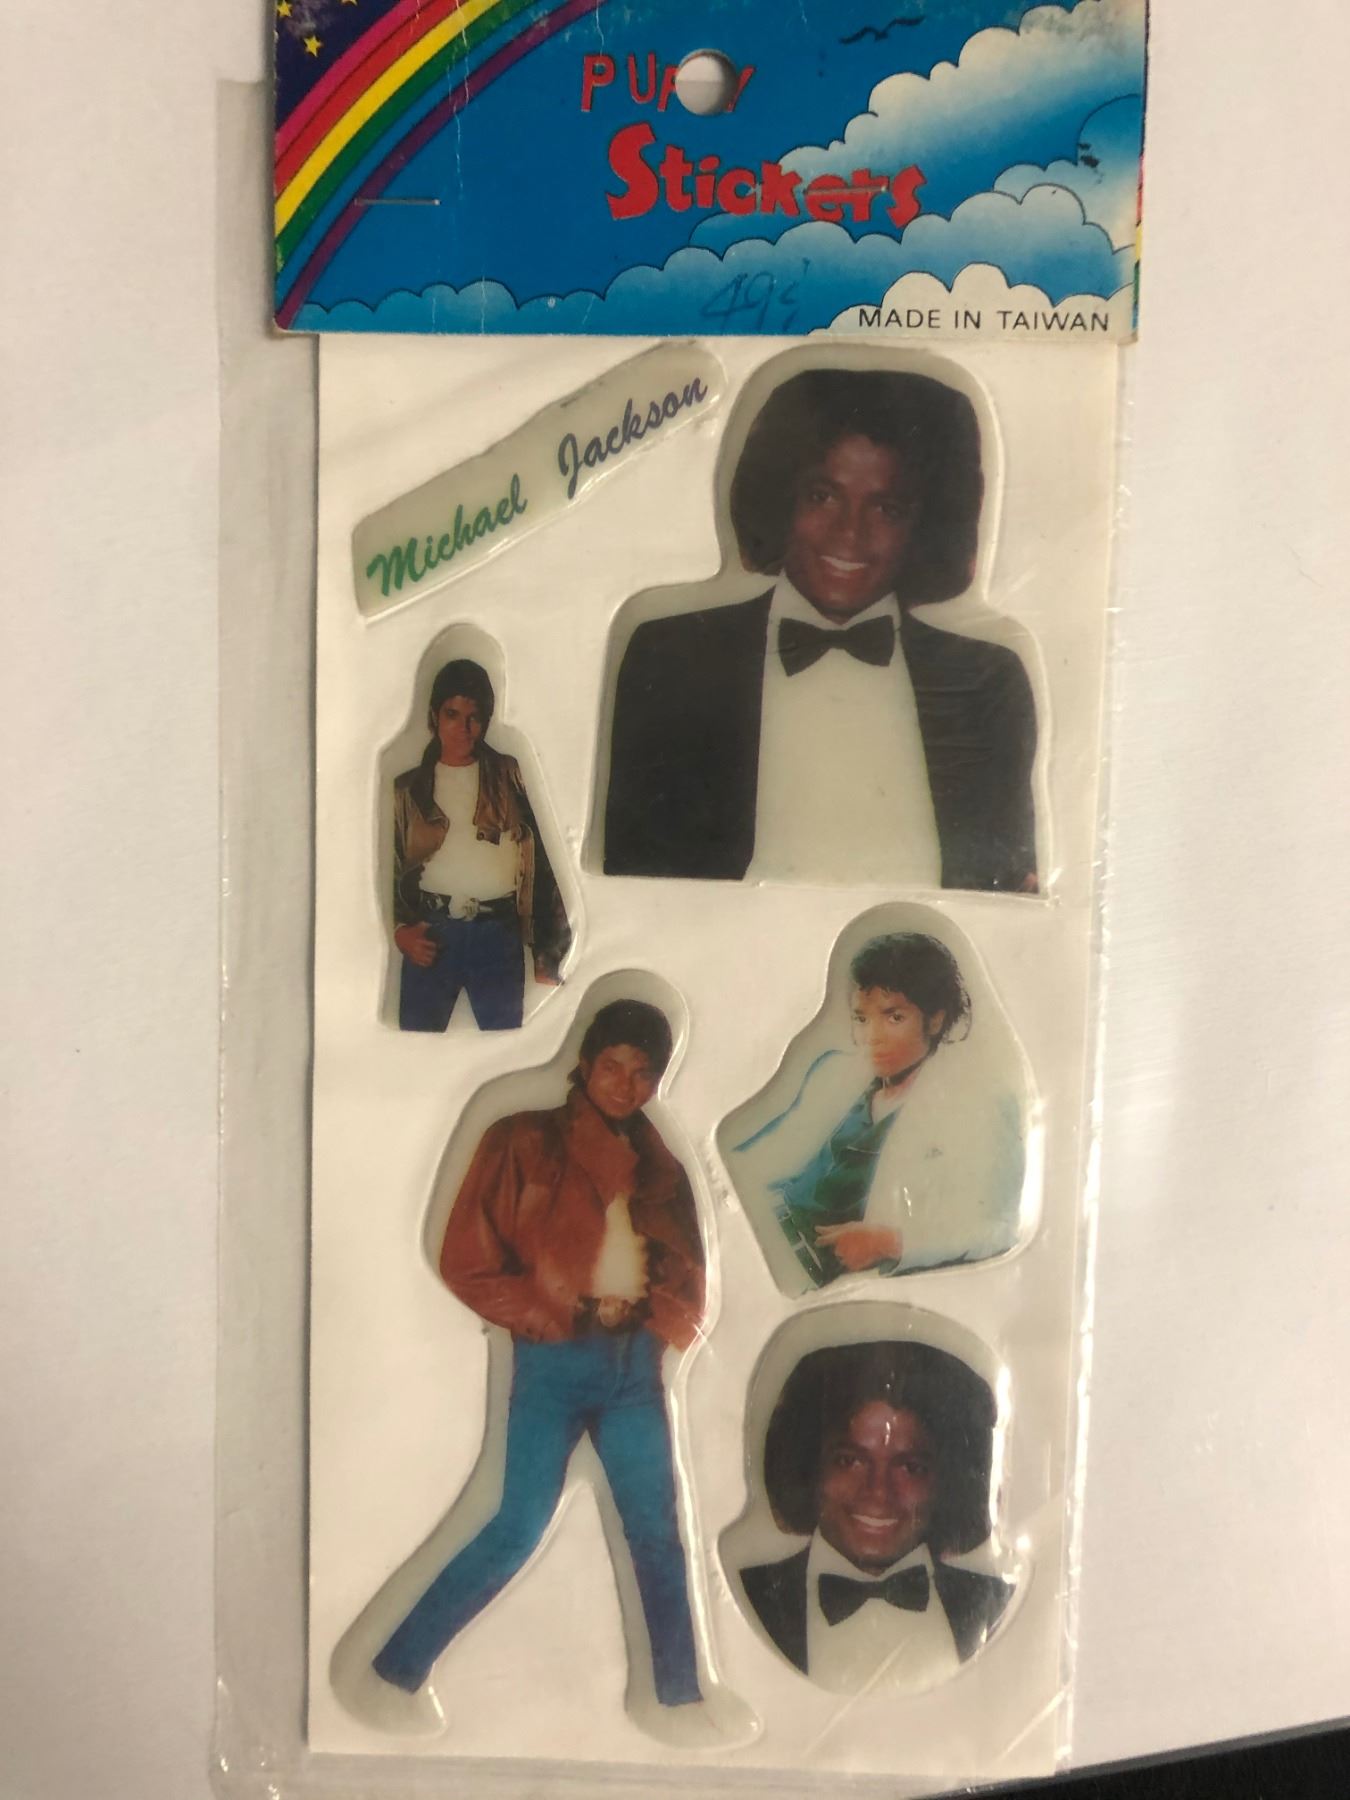 Stickers
49¢
MADE IN TAIWAN
Michael Jackson